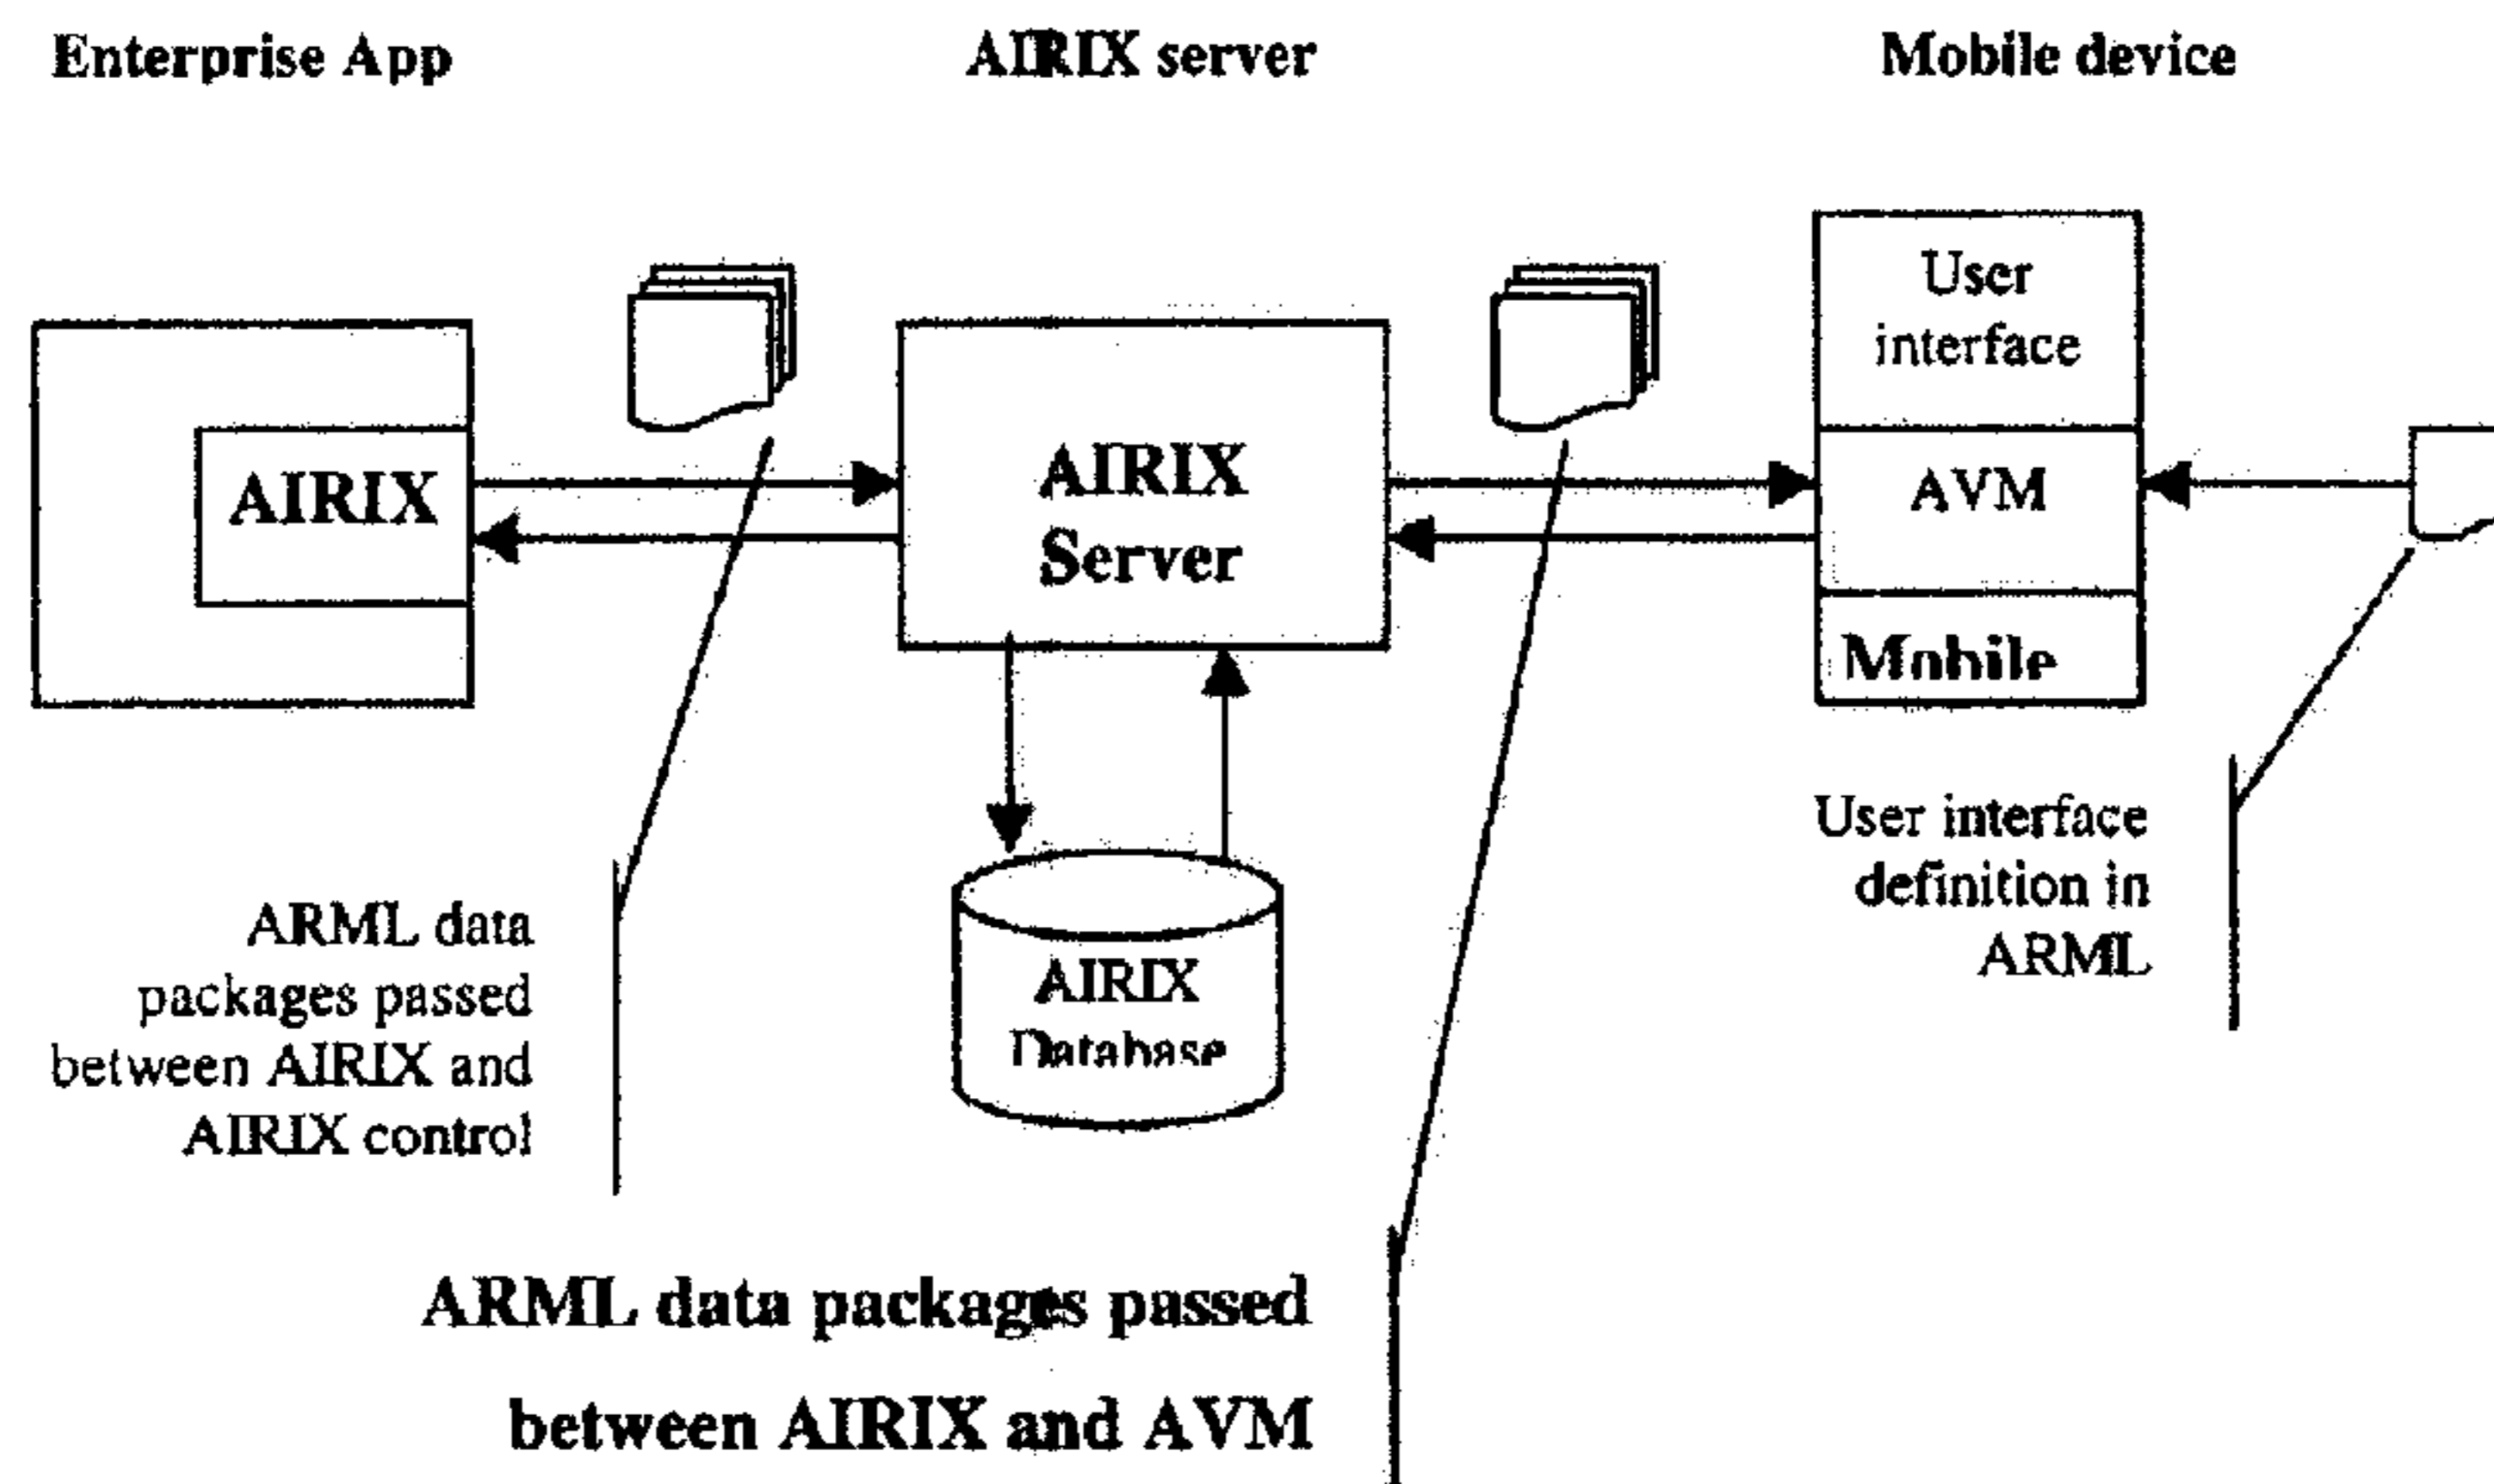 Enterprise App
AIRIX server
Mobile device
User
interface
AIRIX
AIRIX
Server
AVM
Mobile
User interface
definition in
ARML
ARML data
packages passed
between AIRIX and
AIRIX control
AIRIX
Database
ARML data packages passed
between AIRIX and AVM